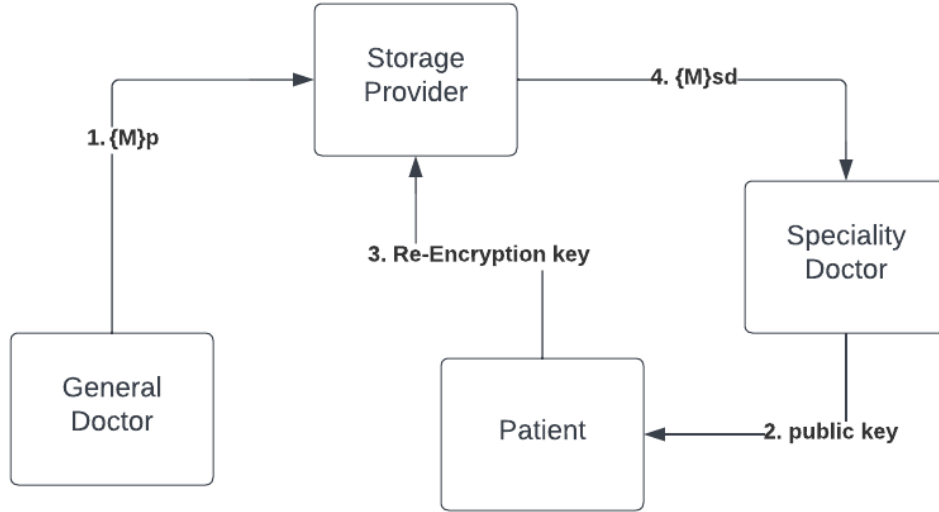 Storage
Provider
4. {M}sd
1. {M}p
Speciality
Doctor
3. Re-Encryption key
General
Doctor
Patient
2. public key